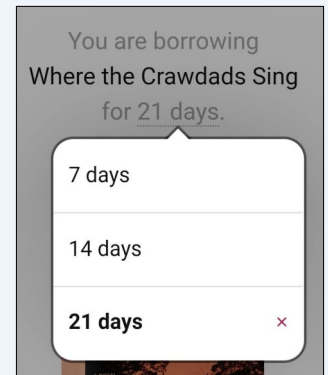 You are borrowing
Where the Crawdads Sing
for 21 days.
7 days
14 days
21 days ×